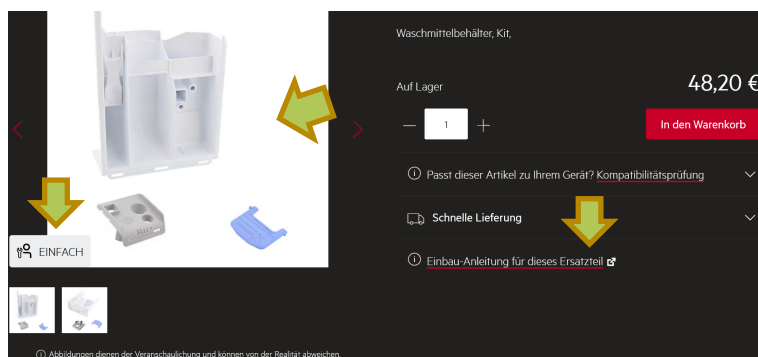 Waschmittelbehälter, Kit,
Auf Lager
48,20 €
1
In den Warenkorb
Passt dieser Artikel zu Ihrem Gerät? Kompatibilitätsprüfung
Schnelle Lieferung
EINFACH
Einbau-Anleitung für dieses Ersatzteil
Abbildungen dienen der Veranschaulichung und können von der Realität abweichen.